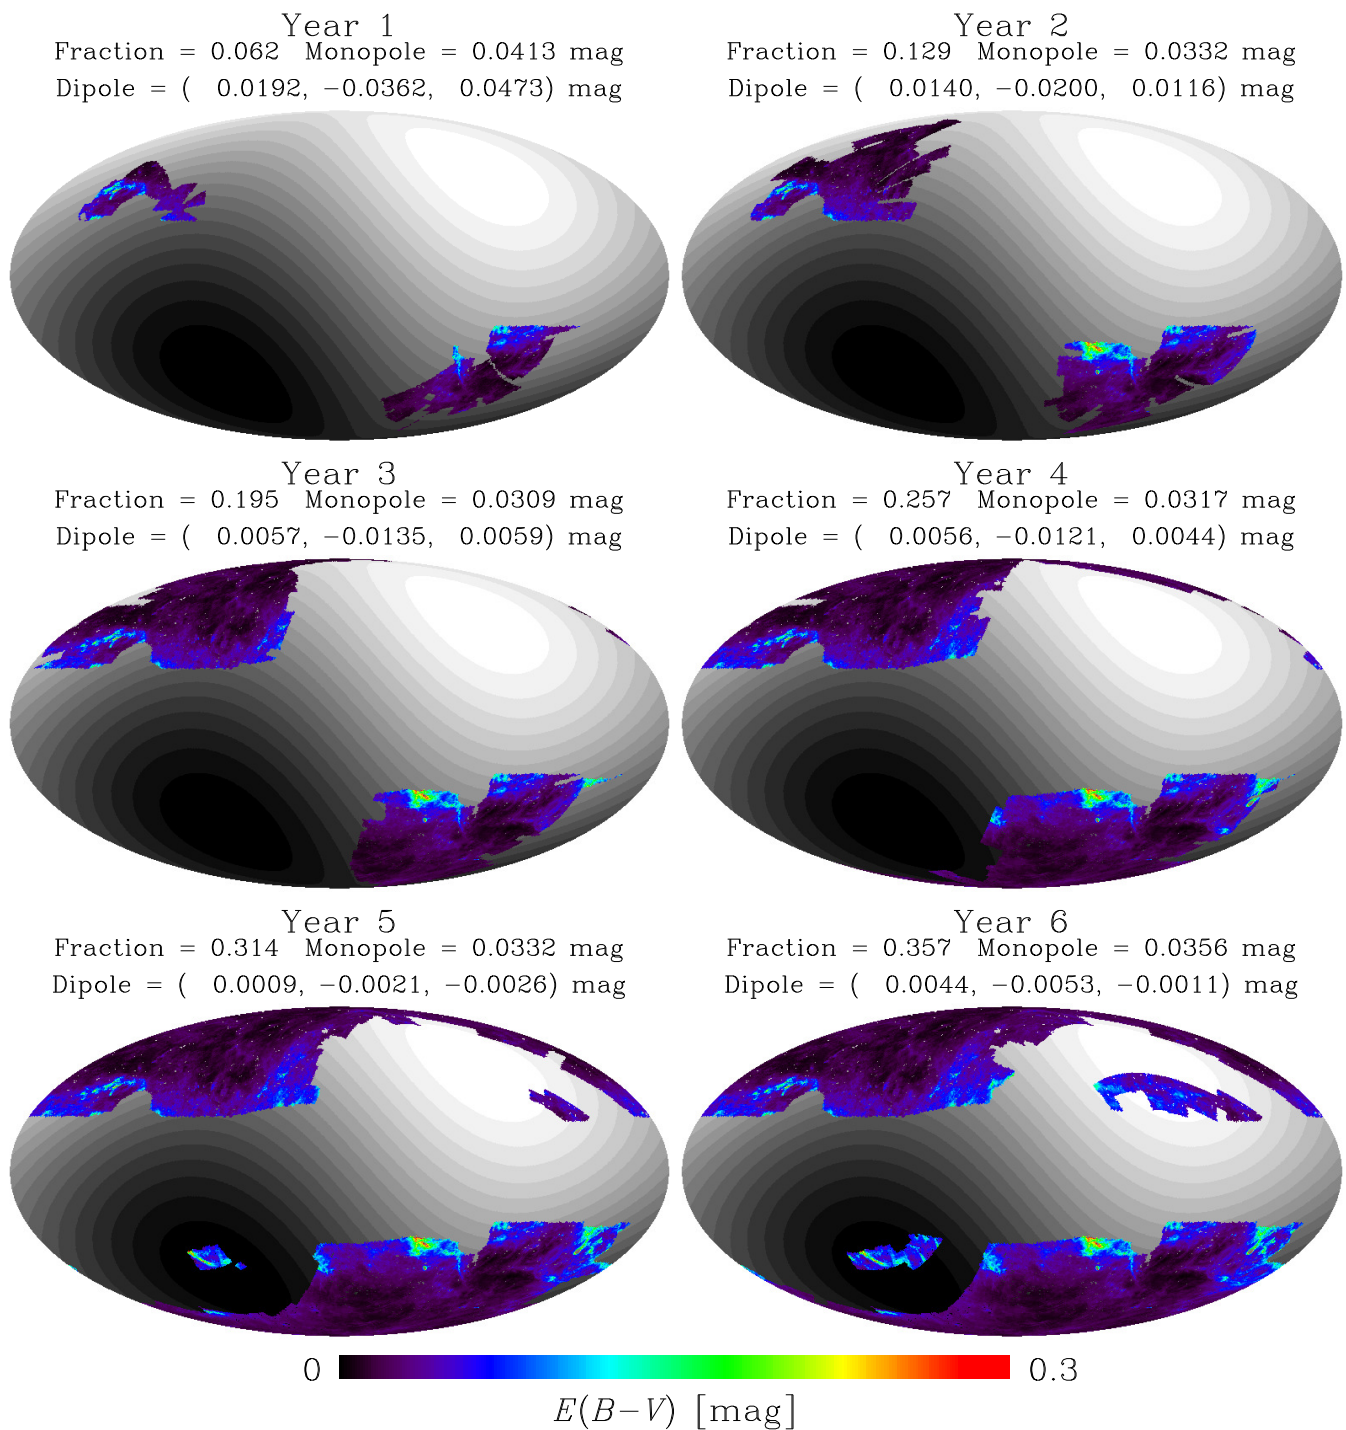 Year 1
Fraction = 0.062 Monopole = 0.0413 mag
Dipole = ( 0.0192, −0.0362, 0.0473) mag
Year 2
Fraction = 0.129 Monopole = 0.0332 mag
Dipole = ( 0.0140, −0.0200, 0.0116) mag
Year 3
Fraction = 0.195 Monopole = 0.0309 mag
Dipole = ( 0.0057, −0.0135, 0.0059) mag
Year 4
Fraction = 0.257 Monopole = 0.0317 mag
Dipole = ( 0.0056, −0.0121, 0.0044) mag
Year 5
Fraction = 0.314 Monopole = 0.0332 mag
Dipole = ( 0.0009, −0.0021, −0.0026) mag
Year 6
Fraction = 0.357 Monopole = 0.0356 mag
Dipole = ( 0.0044, −0.0053, −0.0011) mag
0 0.3
E(B−V) [mag]